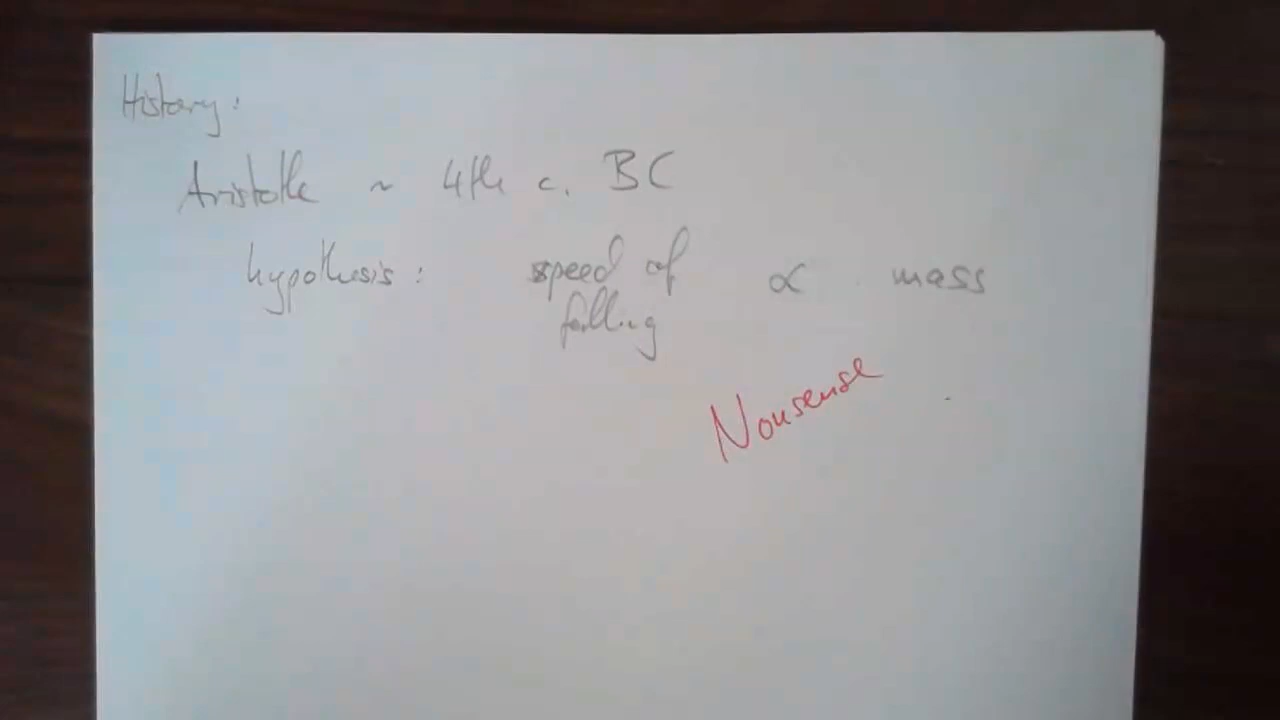 History:
Aristotle ~ 4th c. BC
hypothesis: speed of ∝ mass
falling
Nonsense